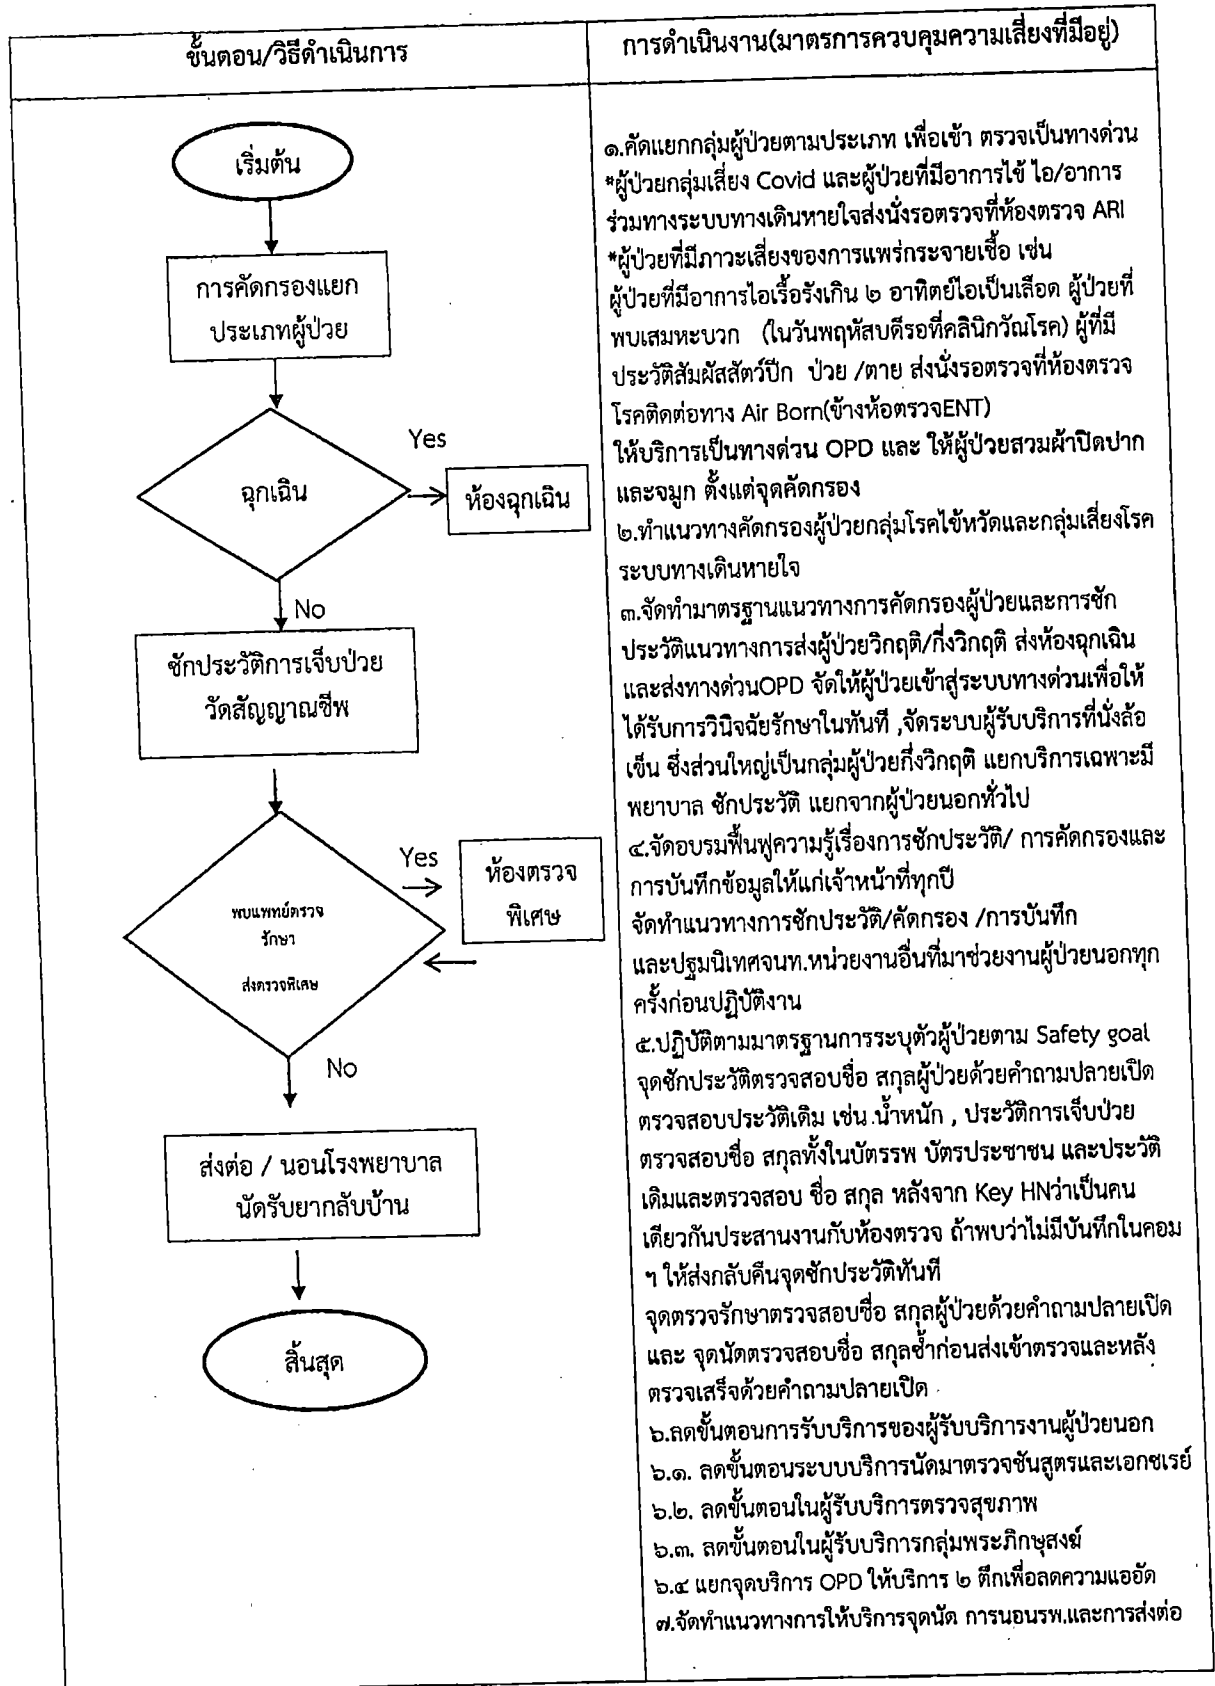 ขั้นตอน/วิธีดำเนินการ
การดำเนินงาน(มาตรการควบคุมความเสี่ยงที่มีอยู่)
เริ่มต้น
การคัดกรองแยก
ประเภทผู้ป่วย
ฉุกเฉิน
Yes
ห้องฉุกเฉิน
No
ซักประวัติการเจ็บป่วย
วัดสัญญาณชีพ
พบแพทย์ตรวจ
รักษา
ส่งตรวจพิเศษ
Yes
ห้องตรวจ
พิเศษ
No
ส่งต่อ / นอนโรงพยาบาล
นัดรับยากลับบ้าน
สิ้นสุด
๑.คัดแยกกลุ่มผู้ป่วยตามประเภท เพื่อเข้า ตรวจเป็นทางด่วน
*ผู้ป่วยกลุ่มเสี่ยง Covid และผู้ป่วยที่มีอาการไข้ ไอ/อาการ
ร่วมทางระบบทางเดินหายใจส่งนั่งรอตรวจที่ห้องตรวจ ARI
*ผู้ป่วยที่มีภาวะเสี่ยงของการแพร่กระจายเชื้อ เช่น
ผู้ป่วยที่มีอาการไอเรื้อรังเกิน ๒ อาทิตย์ไอเป็นเลือด ผู้ป่วยที่
พบเสมหะบวก (ในวันพฤหัสบดีรอที่คลินิกวัณโรค) ผู้ที่มี
ประวัติสัมผัสสัตว์ปีก ป่วย /ตาย ส่งนั่งรอตรวจที่ห้องตรวจ
โรคติดต่อทาง Air Born(ข้างห้อตรวจENT)
ให้บริการเป็นทางด่วน OPD และ ให้ผู้ป่วยสวมผ้าปิดปาก
และจมูก ตั้งแต่จุดคัดกรอง
๒.ทำแนวทางคัดกรองผู้ป่วยกลุ่มโรคไข้หวัดและกลุ่มเสี่ยงโรค
ระบบทางเดินหายใจ
๓.จัดทำมาตรฐานแนวทางการคัดกรองผู้ป่วยและการซัก
ประวัติแนวทางการส่งผู้ป่วยวิกฤติ/กึ่งวิกฤติ ส่งห้องฉุกเฉิน
และส่งทางด่วนOPD จัดให้ผู้ป่วยเข้าสู่ระบบทางด่วนเพื่อให้
ได้รับการวินิจฉัยรักษาในทันที ,จัดระบบผู้รับบริการที่นั่งล้อ
เข็น ซึ่งส่วนใหญ่เป็นกลุ่มผู้ป่วยกึ่งวิกฤติ แยกบริการเฉพาะมี
พยาบาล ซักประวัติ แยกจากผู้ป่วยนอกทั่วไป
๔.จัดอบรมฟื้นฟูความรู้เรื่องการซักประวัติ/ การคัดกรองและ
การบันทึกข้อมูลให้แก่เจ้าหน้าที่ทุกปี
จัดทำแนวทางการซักประวัติ/คัดกรอง /การบันทึก
และปฐมนิเทศจนท.หน่วยงานอื่นที่มาช่วยงานผู้ป่วยนอกทุก
ครั้งก่อนปฏิบัติงาน
๕.ปฏิบัติตามมาตรฐานการระบุตัวผู้ป่วยตาม Safety goal
จุดซักประวัติตรวจสอบชื่อ สกุลผู้ป่วยด้วยคำถามปลายเปิด
ตรวจสอบประวัติเดิม เช่น น้ำหนัก , ประวัติการเจ็บป่วย
ตรวจสอบชื่อ สกุลทั้งในบัตรรพ บัตรประชาชน และประวัติ
เดิมและตรวจสอบ ชื่อ สกุล หลังจาก Key HNว่าเป็นคน
เดียวกันประสานงานกับห้องตรวจ ถ้าพบว่าไม่มีบันทึกในคอม
ฯ ให้ส่งกลับคืนจุดซักประวัติทันที
จุดตรวจรักษาตรวจสอบชื่อ สกุลผู้ป่วยด้วยคำถามปลายเปิด
และ จุดนัดตรวจสอบชื่อ สกุลซ้ำก่อนส่งเข้าตรวจและหลัง
ตรวจเสร็จด้วยคำถามปลายเปิด
๖.ลดขั้นตอนการรับบริการของผู้รับบริการงานผู้ป่วยนอก
๖.๑. ลดขั้นตอนระบบบริการนัดมาตรวจชันสูตรและเอกซเรย์
๖.๒. ลดขั้นตอนในผู้รับบริการตรวจสุขภาพ
๖.๓. ลดขั้นตอนในผู้รับบริการกลุ่มพระภิกษุสงฆ์
๖.๔ แยกจุดบริการ OPD ให้บริการ ๒ ตึกเพื่อลดความแออัด
๗.จัดทำแนวทางการให้บริการจุดนัด การนอนรพ.และการส่งต่อ